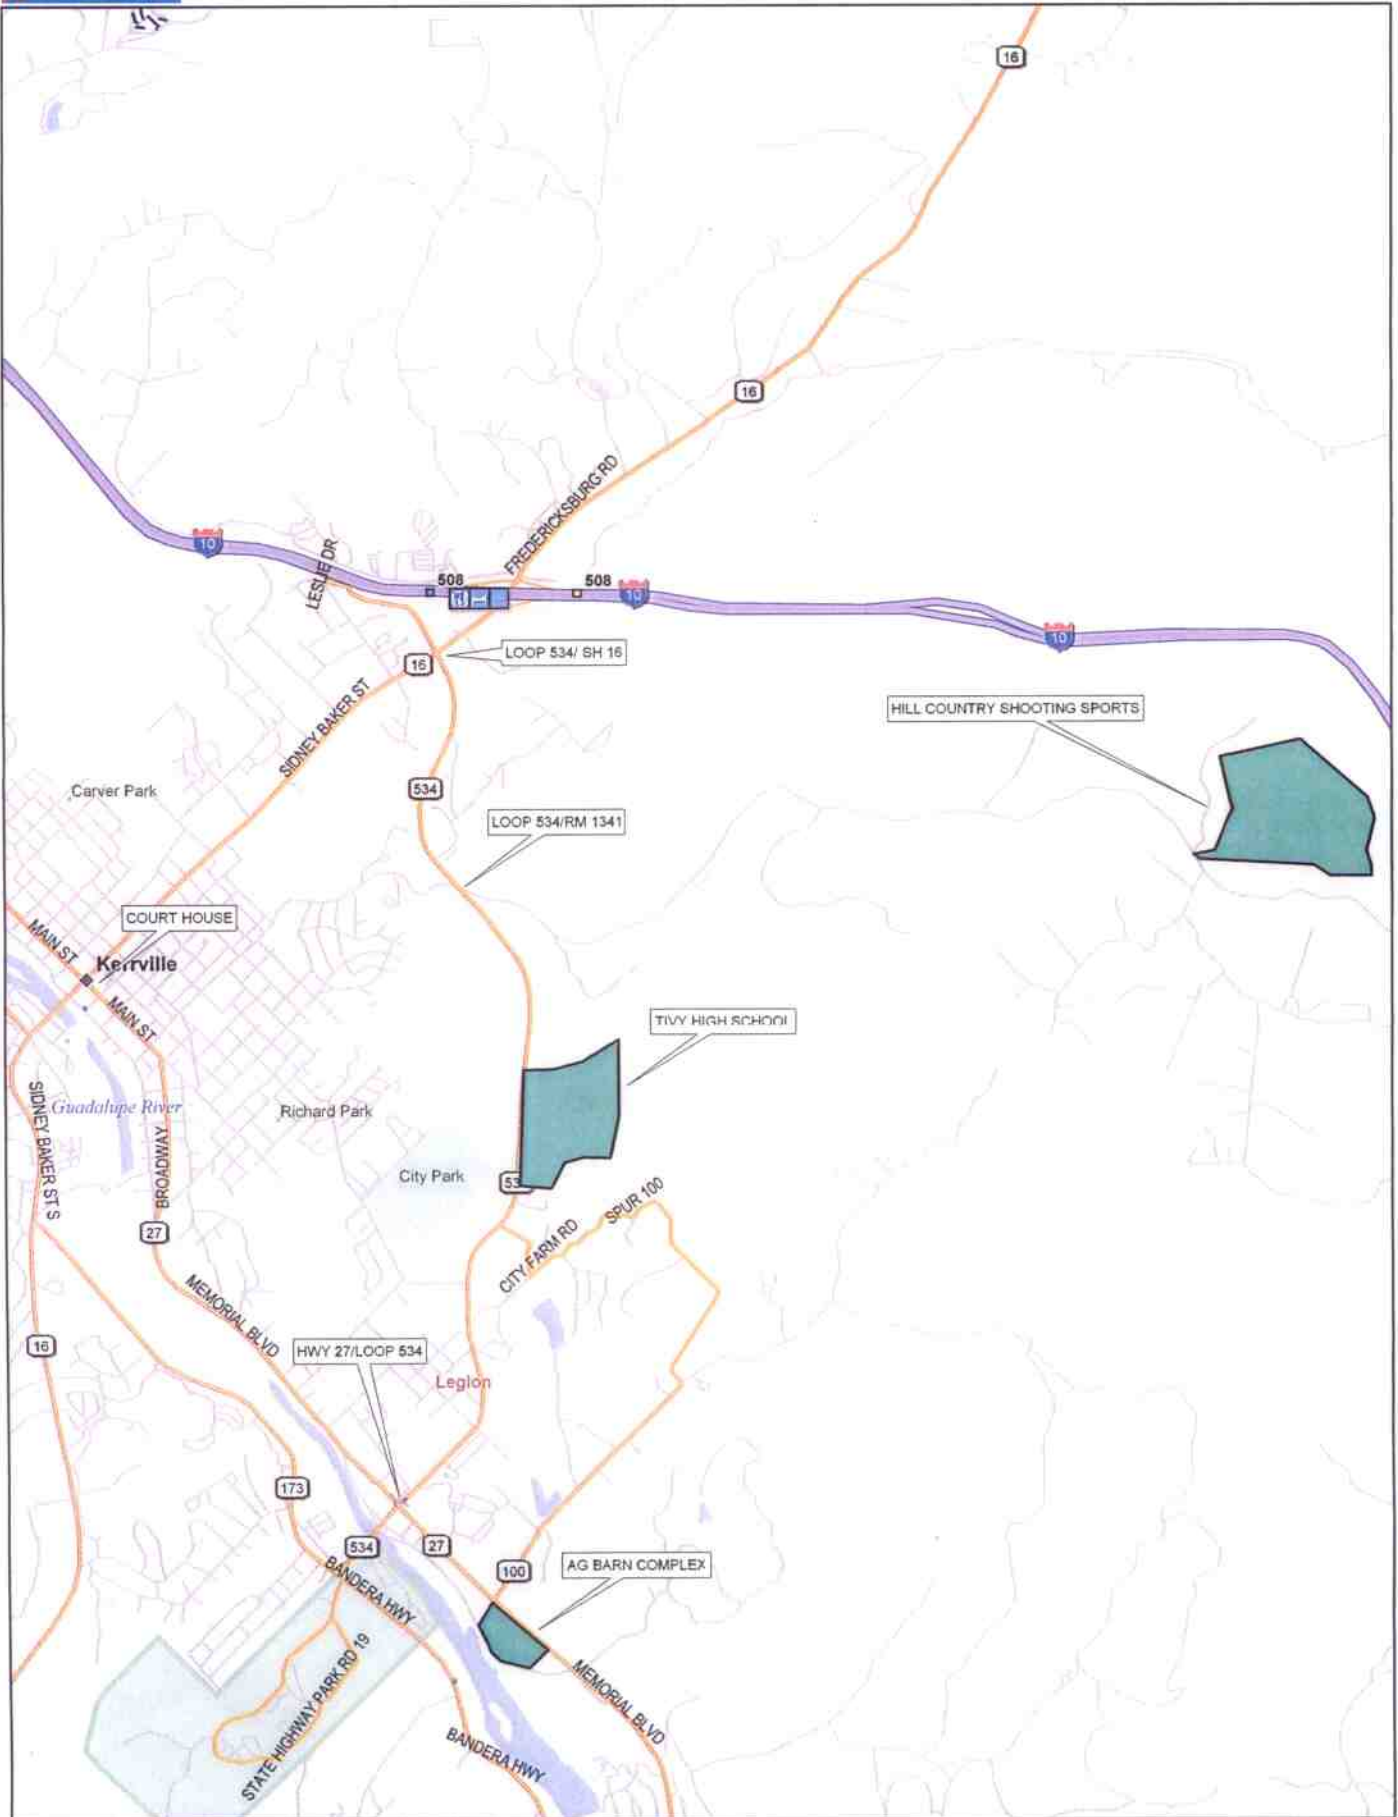 16
16
FREDERICKSBURG RD
10
LESLIE DR
508
508
10
10
LOOP 534/ SH 16
16
HILL COUNTRY SHOOTING SPORTS
SIDNEY BAKER ST
534
Carver Park
LOOP 534/RM 1341
COURT HOUSE
MAIN ST
Kerrville
MAIN ST
TIVY HIGH SCHOOL
SIDNEY BAKER ST S
Guadalupe River
Richard Park
BROADWAY
City Park
SPUR 100
27
CITY FARM RD
MEMORIAL BLVD
16
HWY 27/LOOP 534
Legion
173
534
27
100
AG BARN COMPLEX
BANDERA HWY
STATE HIGHWAY PARK RD 19
MEMORIAL BLVD
BANDERA HWY